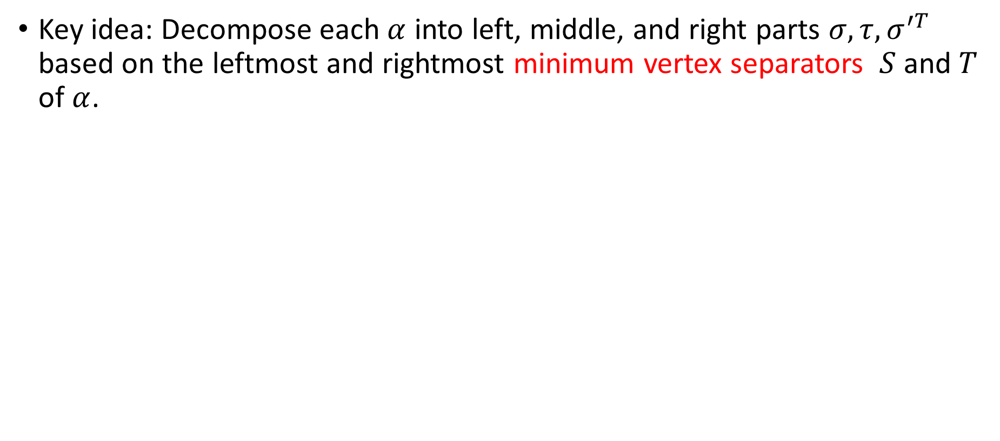 • Key idea: Decompose each 𝛼 into left, middle, and right parts 𝜎, 𝜏, 𝜎′ᵀ
based on the leftmost and rightmost minimum vertex separators 𝑆 and 𝑇
of 𝛼.